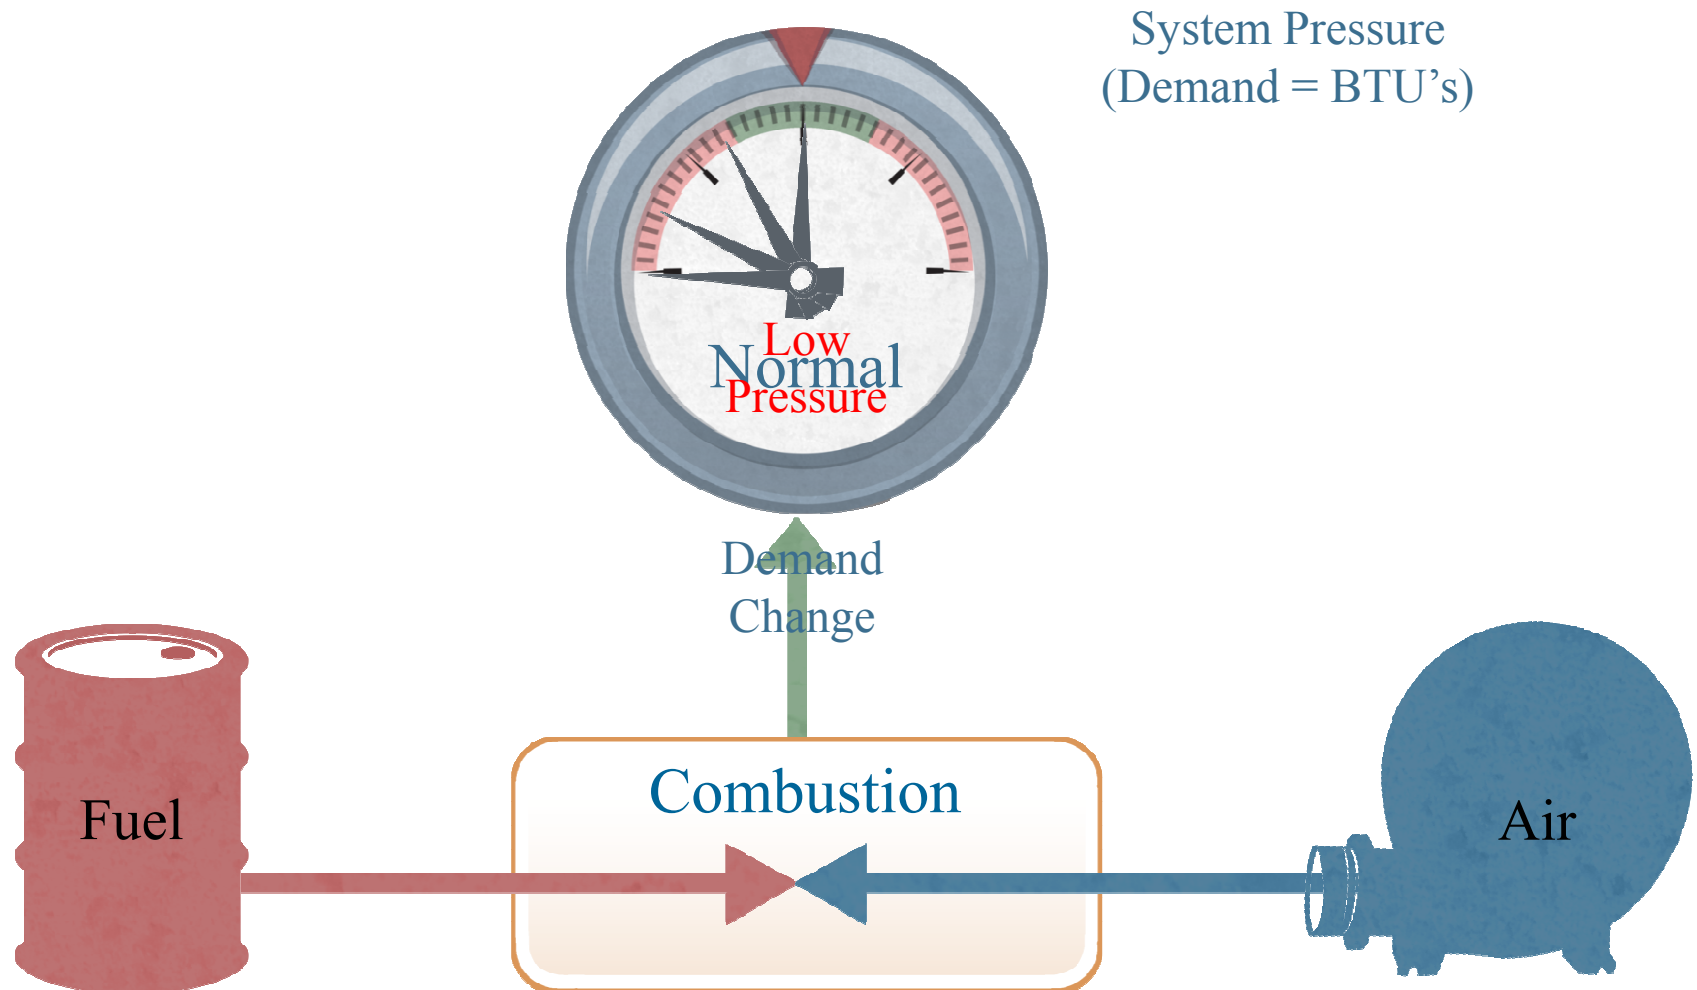 System Pressure
(Demand = BTU’s)
Low
Normal
Pressure
Demand
Change
Combustion
Fuel
Air